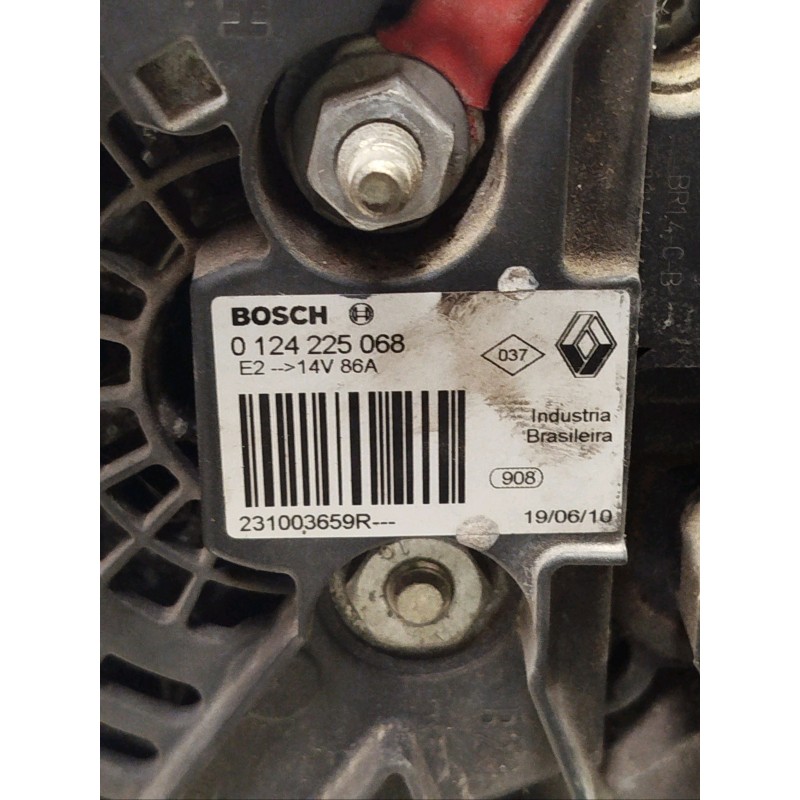 BOSCH
0 124 225 068
E2 -->14V 86A
037
Industria
Brasileira
908
231003659R---
19/06/10